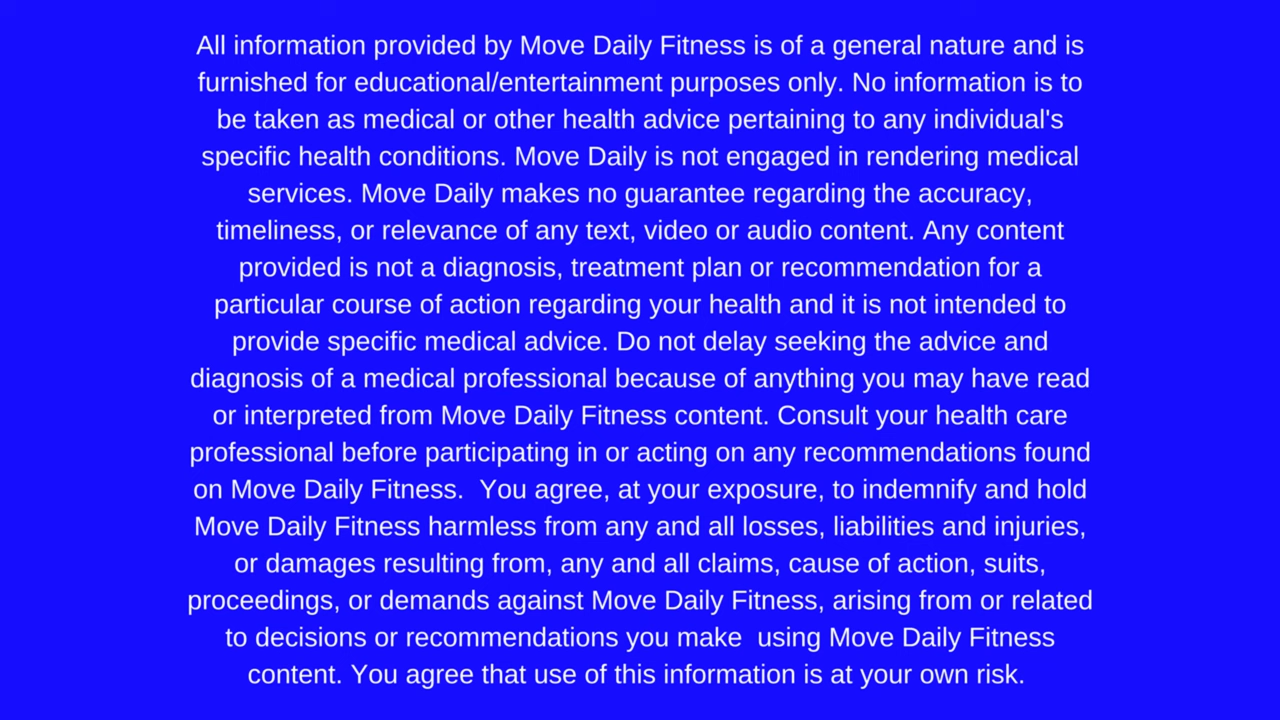 All information provided by Move Daily Fitness is of a general nature and is
furnished for educational/entertainment purposes only. No information is to
be taken as medical or other health advice pertaining to any individual's
specific health conditions. Move Daily is not engaged in rendering medical
services. Move Daily makes no guarantee regarding the accuracy,
timeliness, or relevance of any text, video or audio content. Any content
provided is not a diagnosis, treatment plan or recommendation for a
particular course of action regarding your health and it is not intended to
provide specific medical advice. Do not delay seeking the advice and
diagnosis of a medical professional because of anything you may have read
or interpreted from Move Daily Fitness content. Consult your health care
professional before participating in or acting on any recommendations found
on Move Daily Fitness.  You agree, at your exposure, to indemnify and hold
Move Daily Fitness harmless from any and all losses, liabilities and injuries,
or damages resulting from, any and all claims, cause of action, suits,
proceedings, or demands against Move Daily Fitness, arising from or related
to decisions or recommendations you make  using Move Daily Fitness
content. You agree that use of this information is at your own risk.